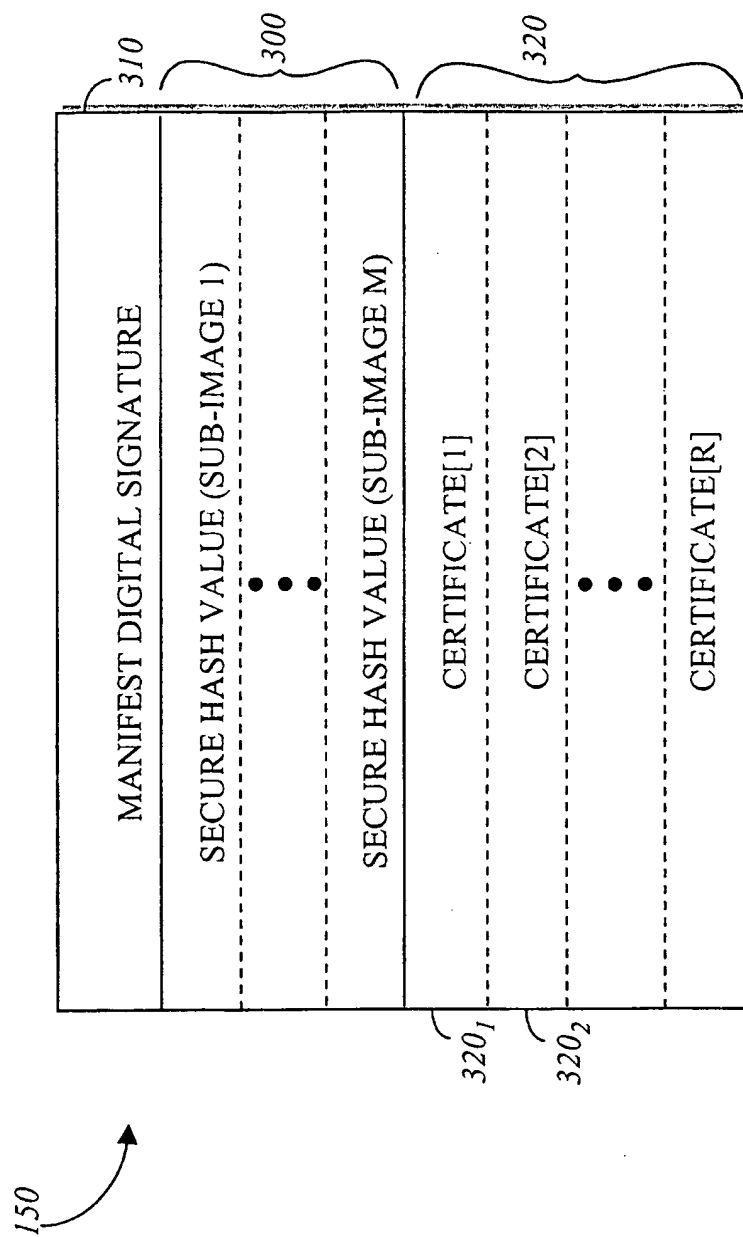 150
310
MANIFEST DIGITAL SIGNATURE
SECURE HASH VALUE (SUB-IMAGE 1)
300
SECURE HASH VALUE (SUB-IMAGE M)
320₁
CERTIFICATE[1]
320
320₂
CERTIFICATE[2]
CERTIFICATE[R]